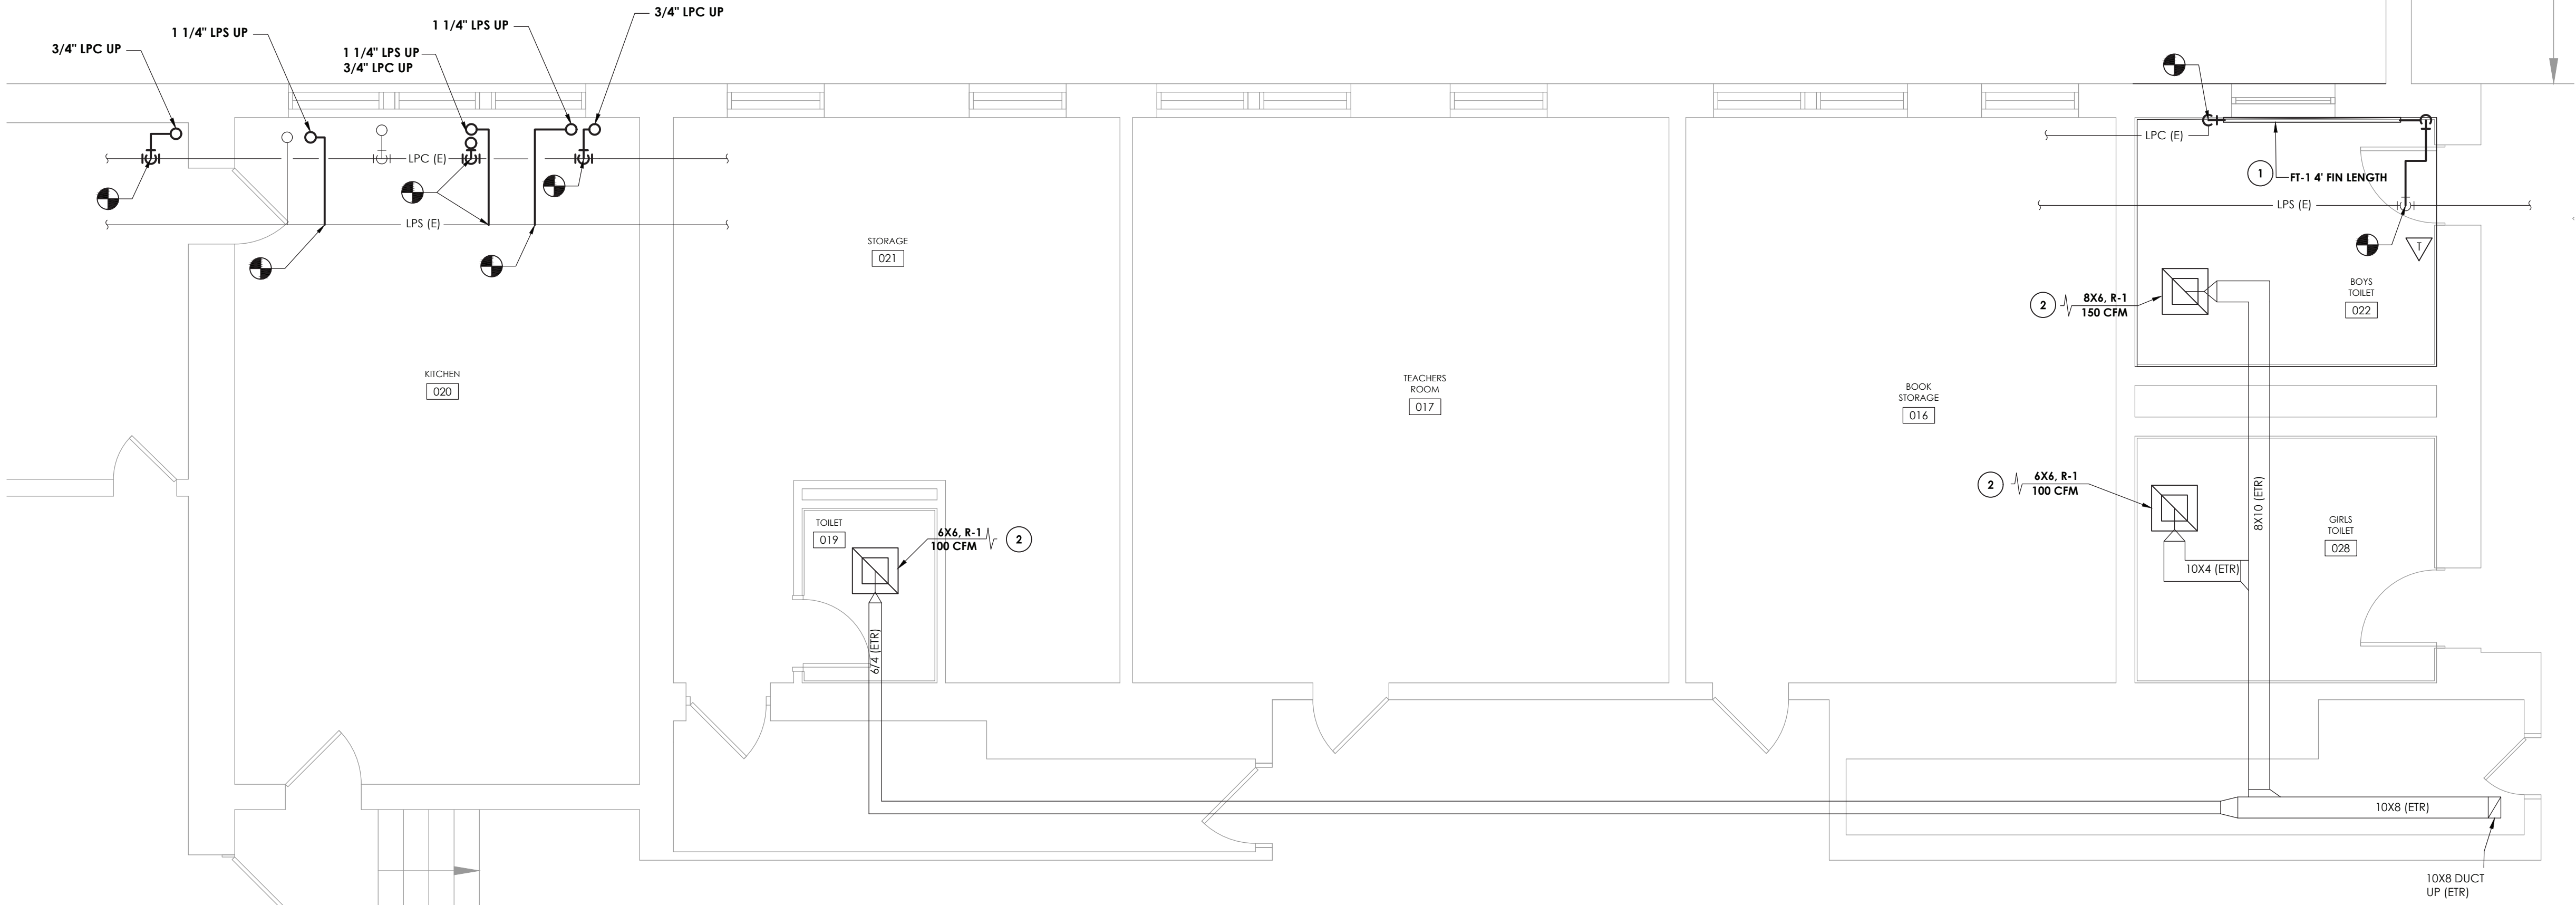 3/4" LPC UP
1 1/4" LPS UP
1 1/4" LPS UP
3/4" LPC UP
1 1/4" LPS UP
3/4" LPC UP
LPC (E)
LPS (E)
LPC (E)
1
FT-1 4' FIN LENGTH
LPS (E)
T
STORAGE
021
2
8X6, R-1
150 CFM
BOYS
TOILET
022
KITCHEN
020
TEACHERS
ROOM
017
BOOK
STORAGE
016
TOILET
019
6X6, R-1
100 CFM
2
2
6X6, R-1
100 CFM
8X10 (ETR)
GIRLS
TOILET
028
10X4 (ETR)
6/4 (ETR)
10X8 (ETR)
10X8 DUCT
UP (ETR)